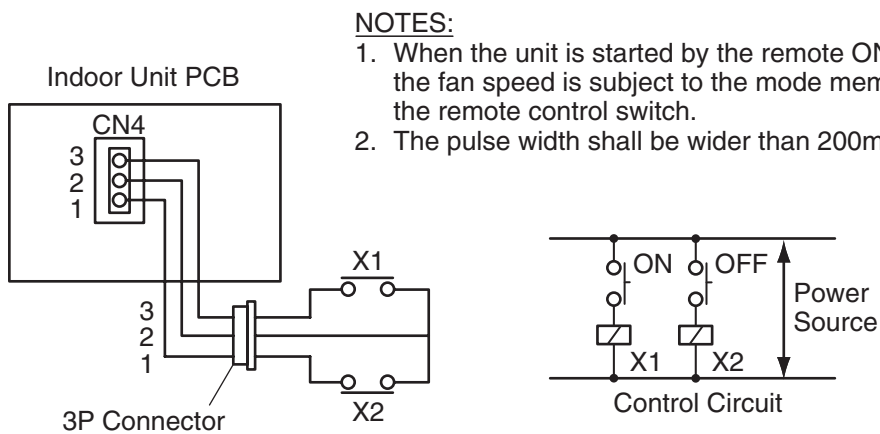 NOTES:
1. When the unit is started by the remote
the fan speed is subject to the mode
the remote control switch.
2. The pulse width shall be wider than
Indoor Unit PCB
CN4
3
2
1
3
2
1
3P Connector
X1
X2
ON
OFF
X1
X2
Power
Source
Control Circuit